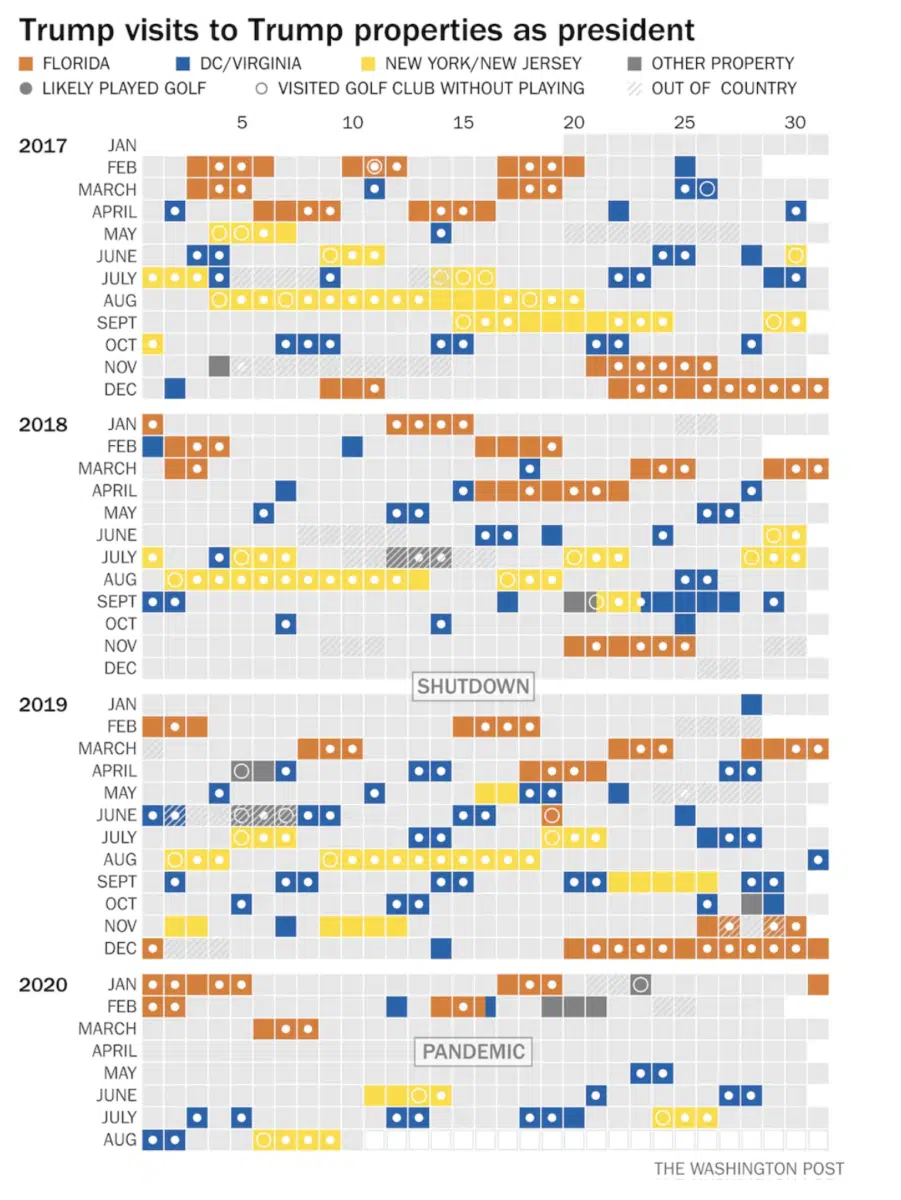 Trump visits to Trump properties as president
FLORIDA DC/VIRGINIA NEW YORK/NEW JERSEY OTHER PROPERTY
LIKELY PLAYED GOLF VISITED GOLF CLUB WITHOUT PLAYING OUT OF COUNTRY
5 10 15 20 25 30
2017 JAN
FEB
MARCH
APRIL
MAY
JUNE
JULY
AUG
SEPT
OCT
NOV
DEC
2018 JAN
FEB
MARCH
APRIL
MAY
JUNE
JULY
AUG
SEPT
OCT
NOV
DEC
SHUTDOWN
2019 JAN
FEB
MARCH
APRIL
MAY
JUNE
JULY
AUG
SEPT
OCT
NOV
DEC
2020 JAN
FEB
MARCH
APRIL PANDEMIC
MAY
JUNE
JULY
AUG
THE WASHINGTON POST